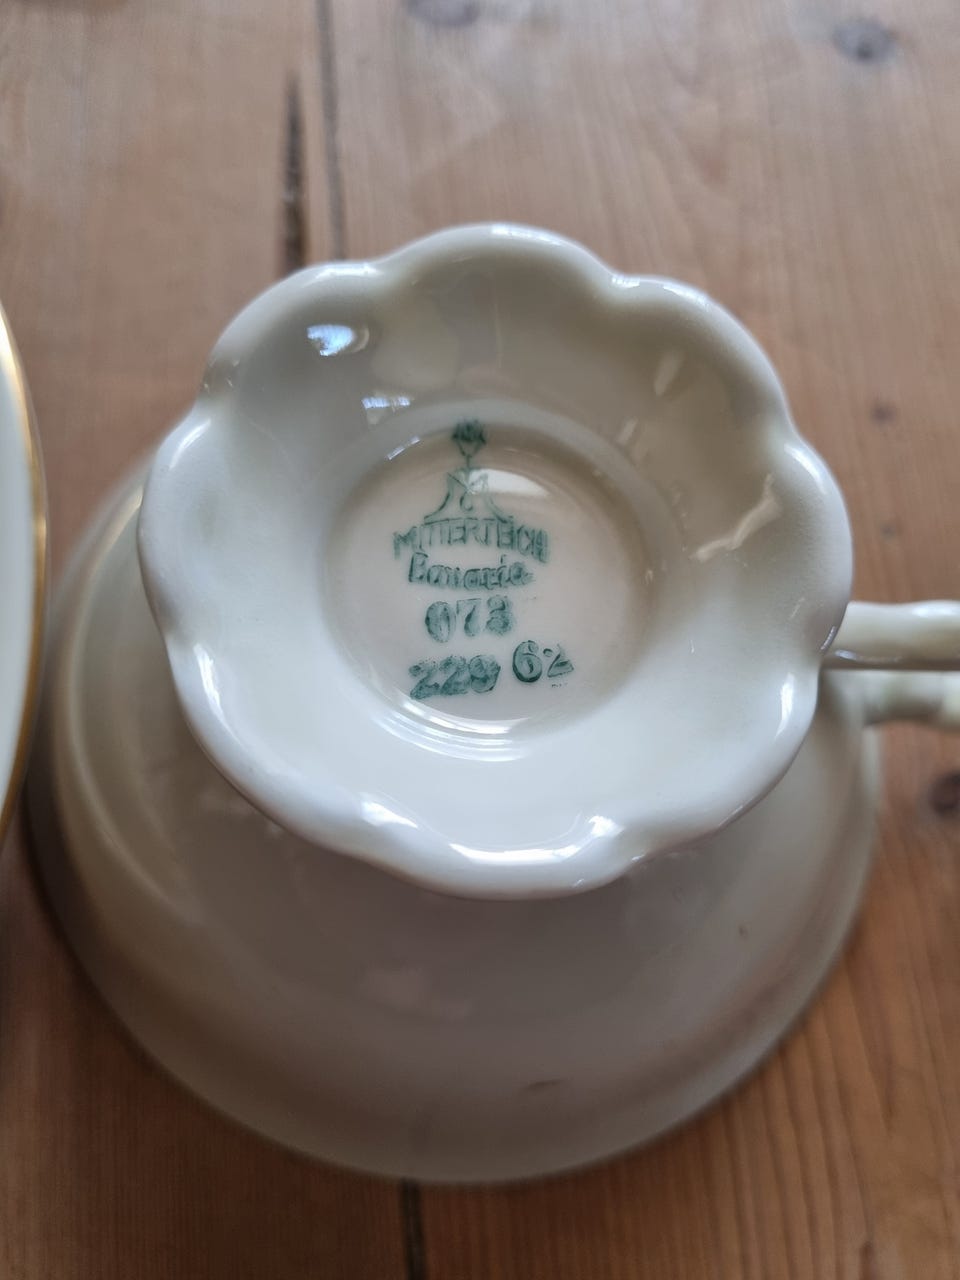 M
MITTERTEICH
Bavaria
073
229 62